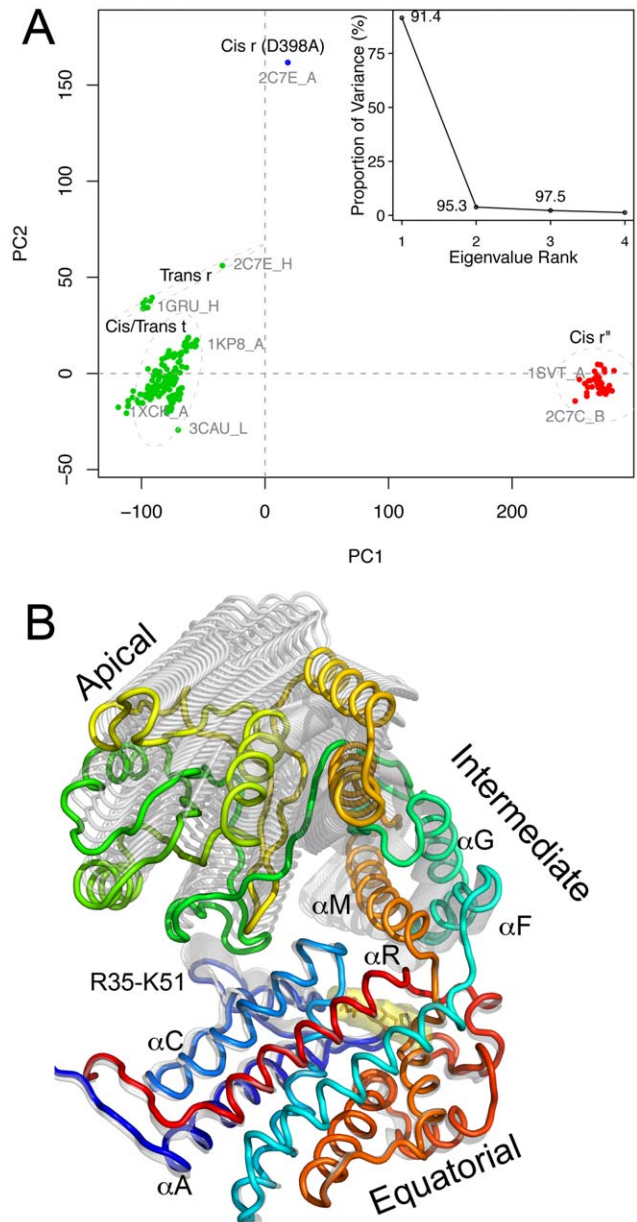 A
Cis r (D398A)
2C7E_A
PC2
150
100
50
0
−50
−100
0
100
200
PC1
Trans r
2C7E_H
1GRU_H
Cis/Trans t
1KP8_A
1XCK_A
3CAU_L
Cis r"
1SVT_A
2C7C_B
Proportion of Variance (%)
75
50
25
0
91.4
95.3
97.5
1
2
3
4
Eigenvalue Rank
B
Apical
Intermediate
αG
αM
αF
αR
R35-K51
αC
αA
Equatorial